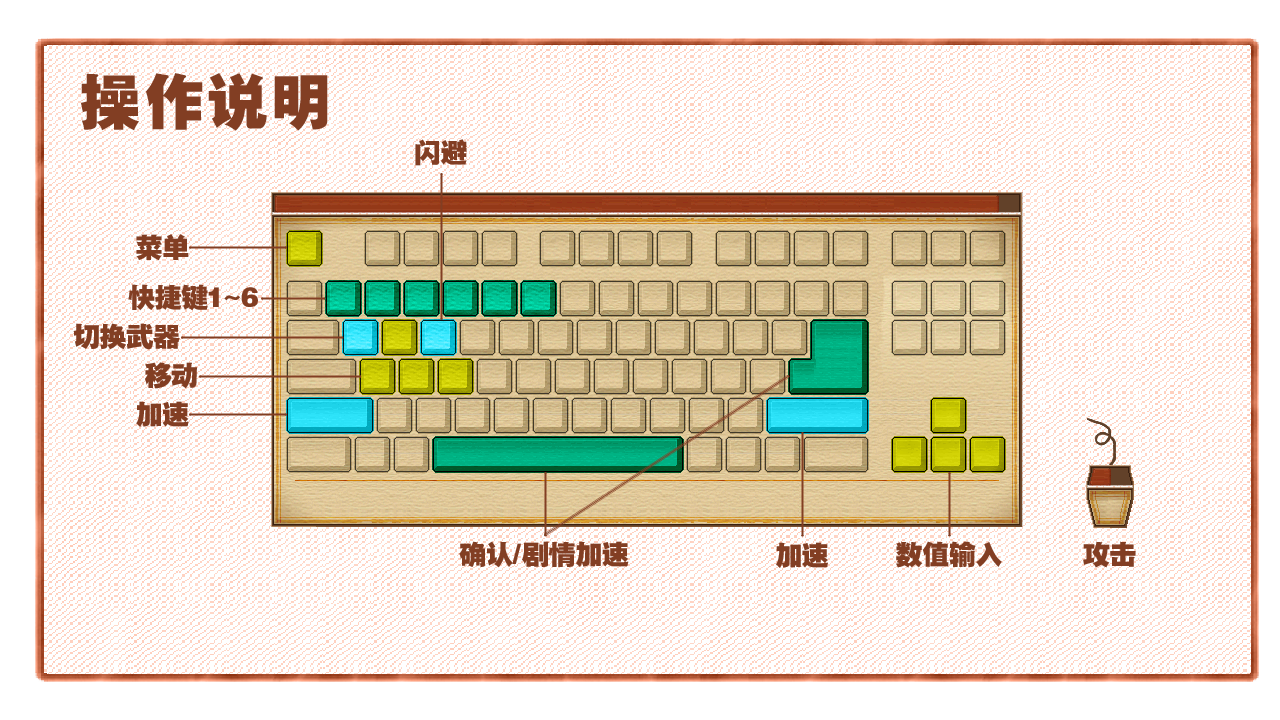 操作说明
闪避
菜单
快捷键1~6
切换武器
移动
加速
确认/剧情加速
加速
数值输入
攻击